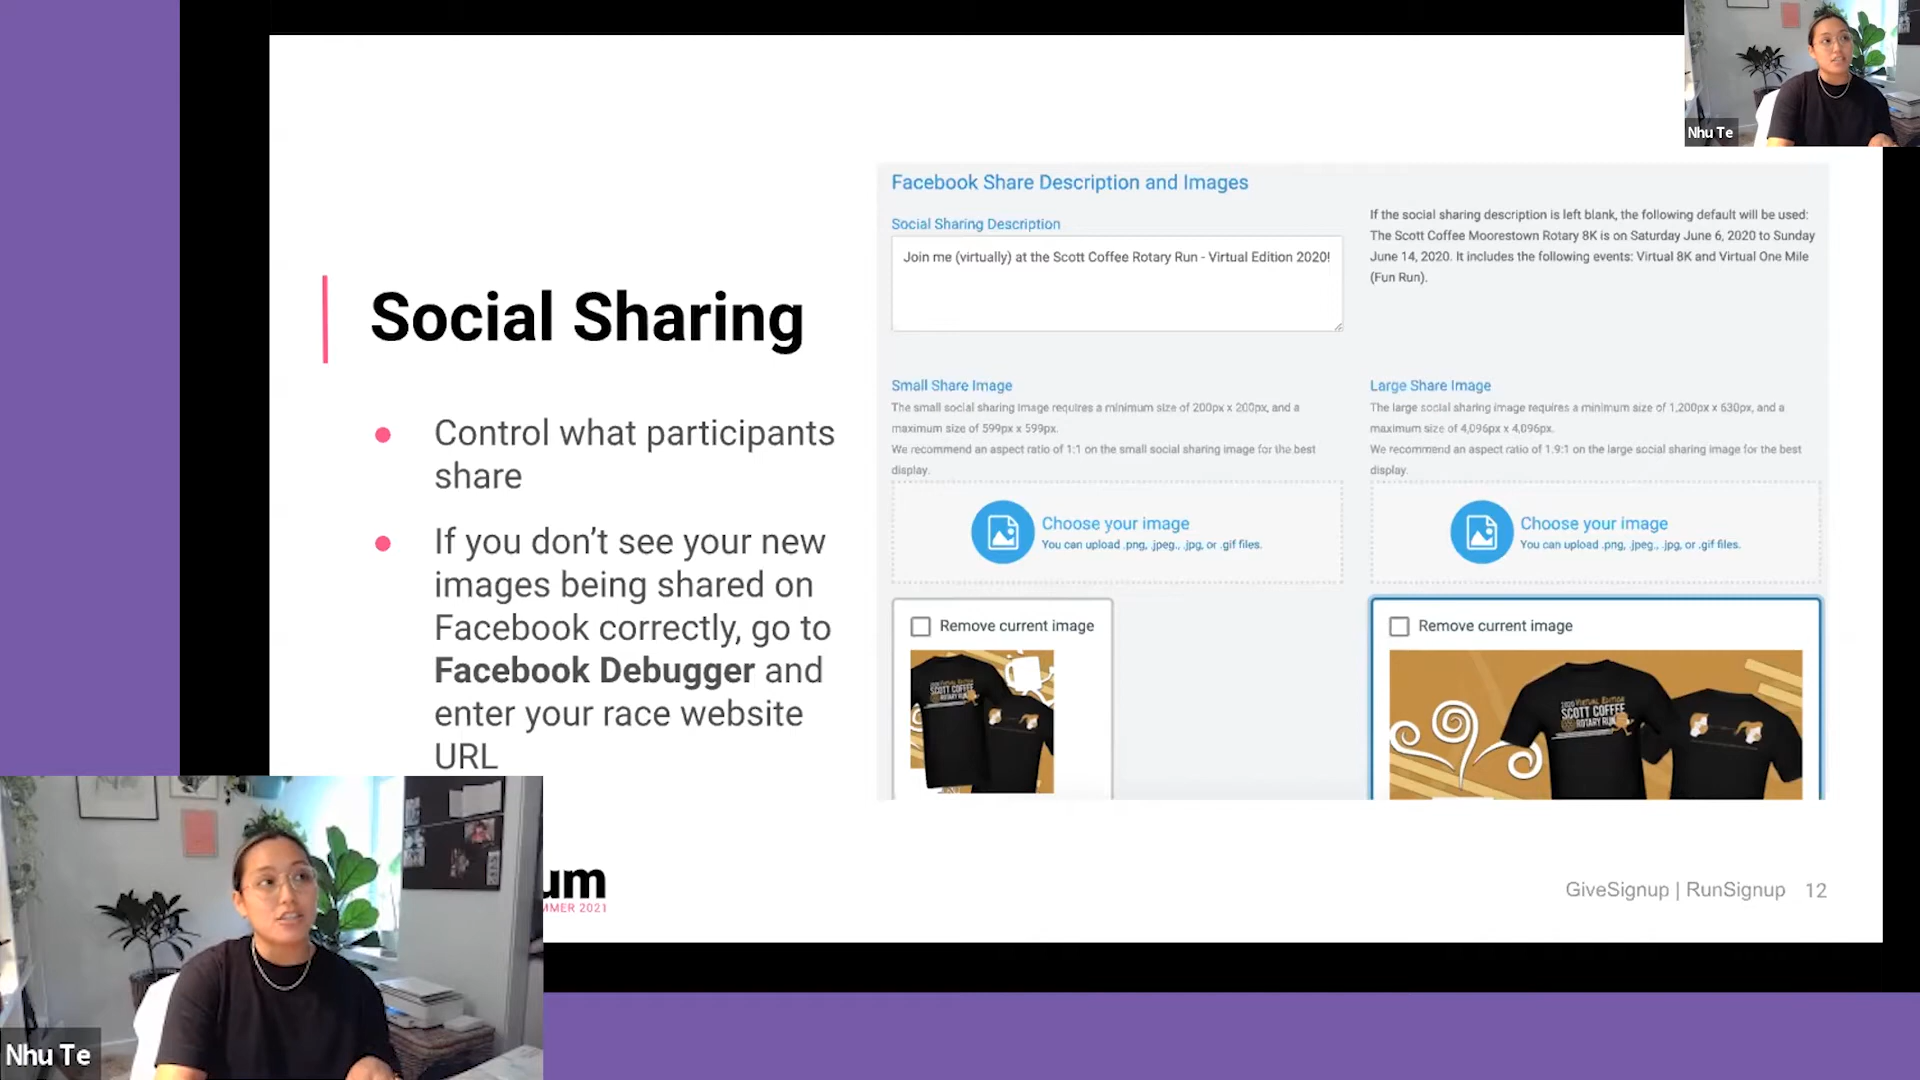 Nhu Te
Social Sharing
Control what participants
share
If you don’t see your new
images being shared on
Facebook correctly, go to
Facebook Debugger and
enter your race website
URL
Facebook Share Description and Images
Social Sharing Description
Join me (virtually) at the Scott Coffee Rotary Run - Virtual Edition 2020!
If the social sharing description is left blank, the following default will be used:
The Scott Coffee Moorestown Rotary 8K is on Saturday June 6, 2020 to Sunday
June 14, 2020. It includes the following events: Virtual 8K and Virtual One Mile
(Fun Run).
Small Share Image
The small social sharing image requires a minimum size of 200px x 200px, and a
maximum size of 599px x 599px.
We recommend an aspect ratio of 1:1 on the small social sharing image for the best
display.
Choose your image
You can upload .png, .jpeg., .jpg, or .gif files.
Remove current image
SCOTT COFFEE
ROTARY RUN
Large Share Image
The large social sharing image requires a minimum size of 1,200px x 630px, and a
maximum size of 4,096px x 4,096px.
We recommend an aspect ratio of 1.9:1 on the large social sharing image for the best
display.
Choose your image
You can upload .png, .jpeg., .jpg, or .gif files.
Remove current image
2020 VIRTUAL EDITION
SCOTT COFFEE
ROTARY RUN
um
MMER 2021
GiveSignup | RunSignup 12
Nhu Te